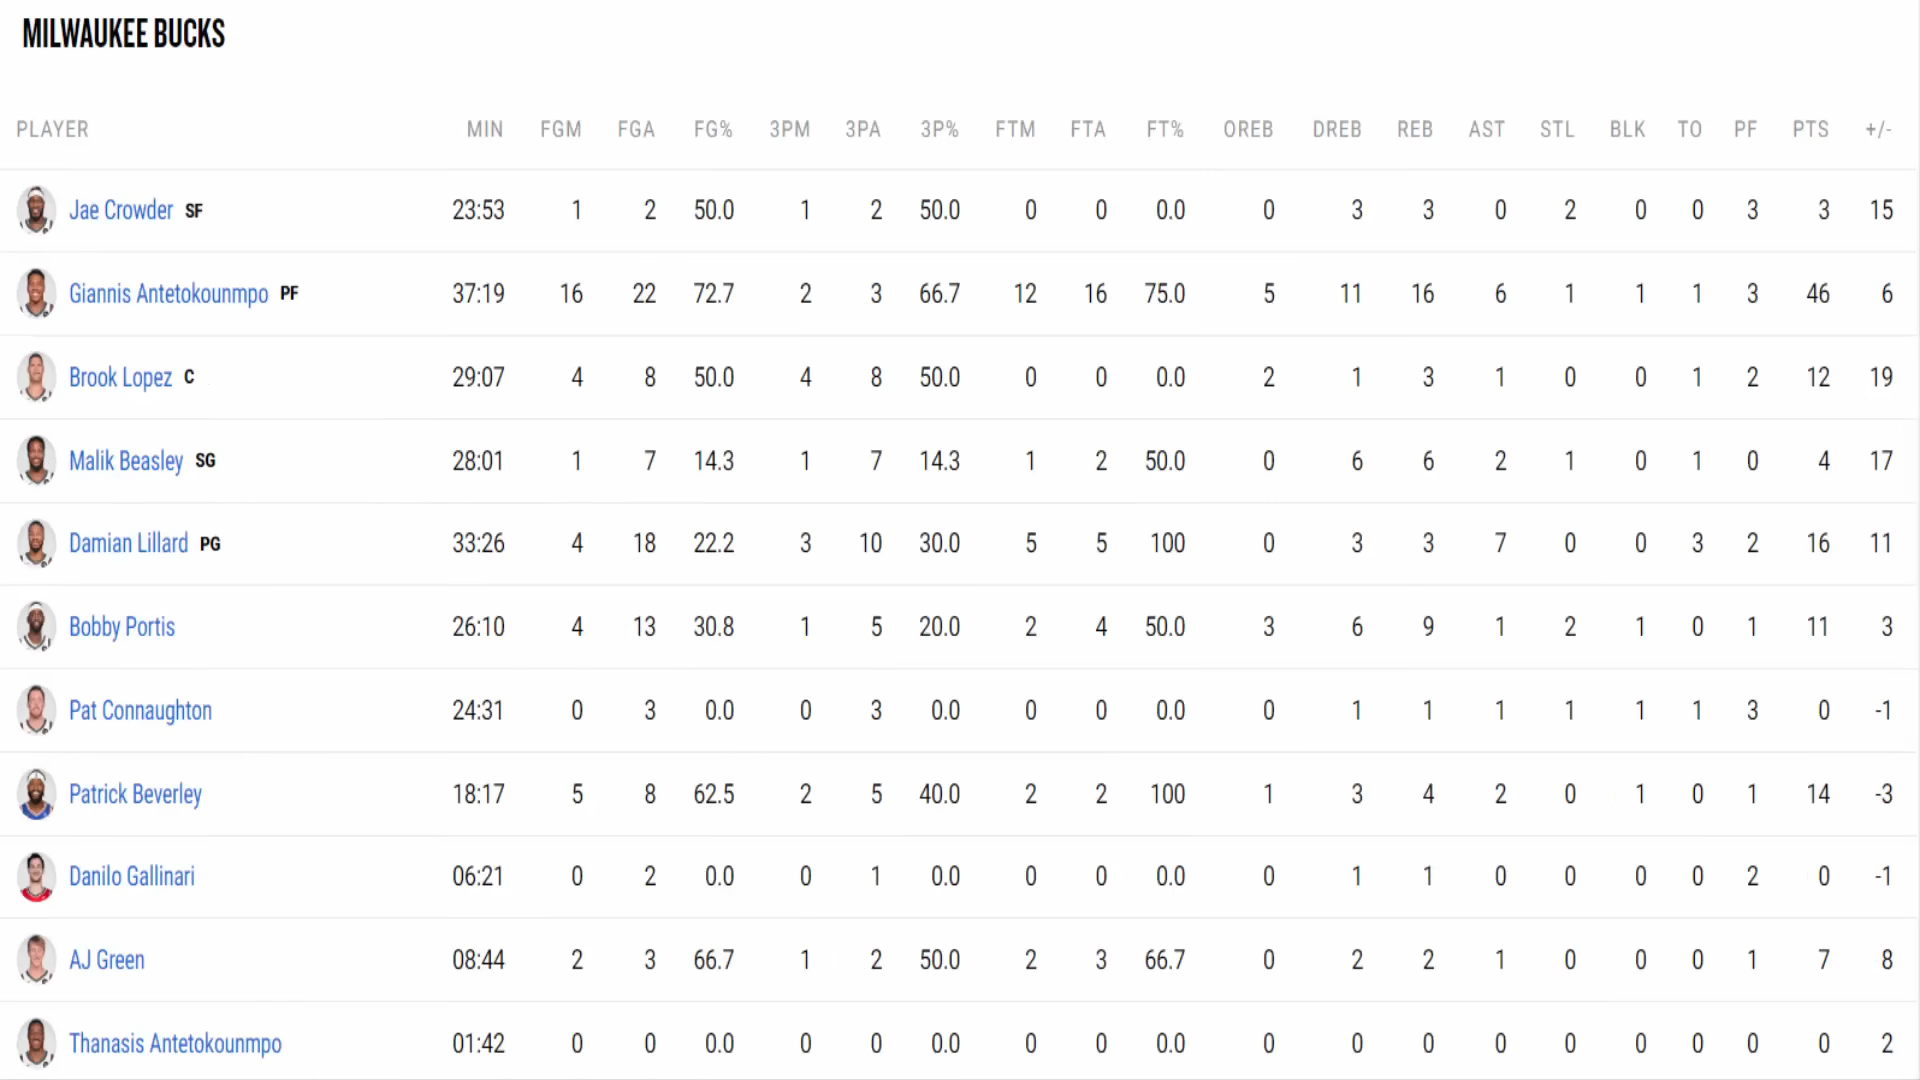 MILWAUKEE BUCKS
PLAYER MIN FGM FGA FG% 3PM 3PA 3P% FTM FTA FT% OREB DREB REB AST STL BLK TO PF PTS +/-
Jae Crowder SF 23:53 1 2 50.0 1 2 50.0 0 0 0.0 0 3 3 0 2 0 0 3 3 15
Giannis Antetokounmpo PF 37:19 16 22 72.7 2 3 66.7 12 16 75.0 5 11 16 6 1 1 1 3 46 6
Brook Lopez C 29:07 4 8 50.0 4 8 50.0 0 0 0.0 2 1 3 1 0 0 1 2 12 19
Malik Beasley SG 28:01 1 7 14.3 1 7 14.3 1 2 50.0 0 6 6 2 1 0 1 0 4 17
Damian Lillard PG 33:26 4 18 22.2 3 10 30.0 5 5 100 0 3 3 7 0 0 3 2 16 11
Bobby Portis 26:10 4 13 30.8 1 5 20.0 2 4 50.0 3 6 9 1 2 1 0 1 11 3
Pat Connaughton 24:31 0 3 0.0 0 3 0.0 0 0 0.0 0 1 1 1 1 1 1 3 0 -1
Patrick Beverley 18:17 5 8 62.5 2 5 40.0 2 2 100 1 3 4 2 0 1 0 1 14 -3
Danilo Gallinari 06:21 0 2 0.0 0 1 0.0 0 0 0.0 0 1 1 0 0 0 0 2 0 -1
AJ Green 08:44 2 3 66.7 1 2 50.0 2 3 66.7 0 2 2 1 0 0 0 1 7 8
Thanasis Antetokounmpo 01:42 0 0 0.0 0 0 0.0 0 0 0.0 0 0 0 0 0 0 0 0 0 2